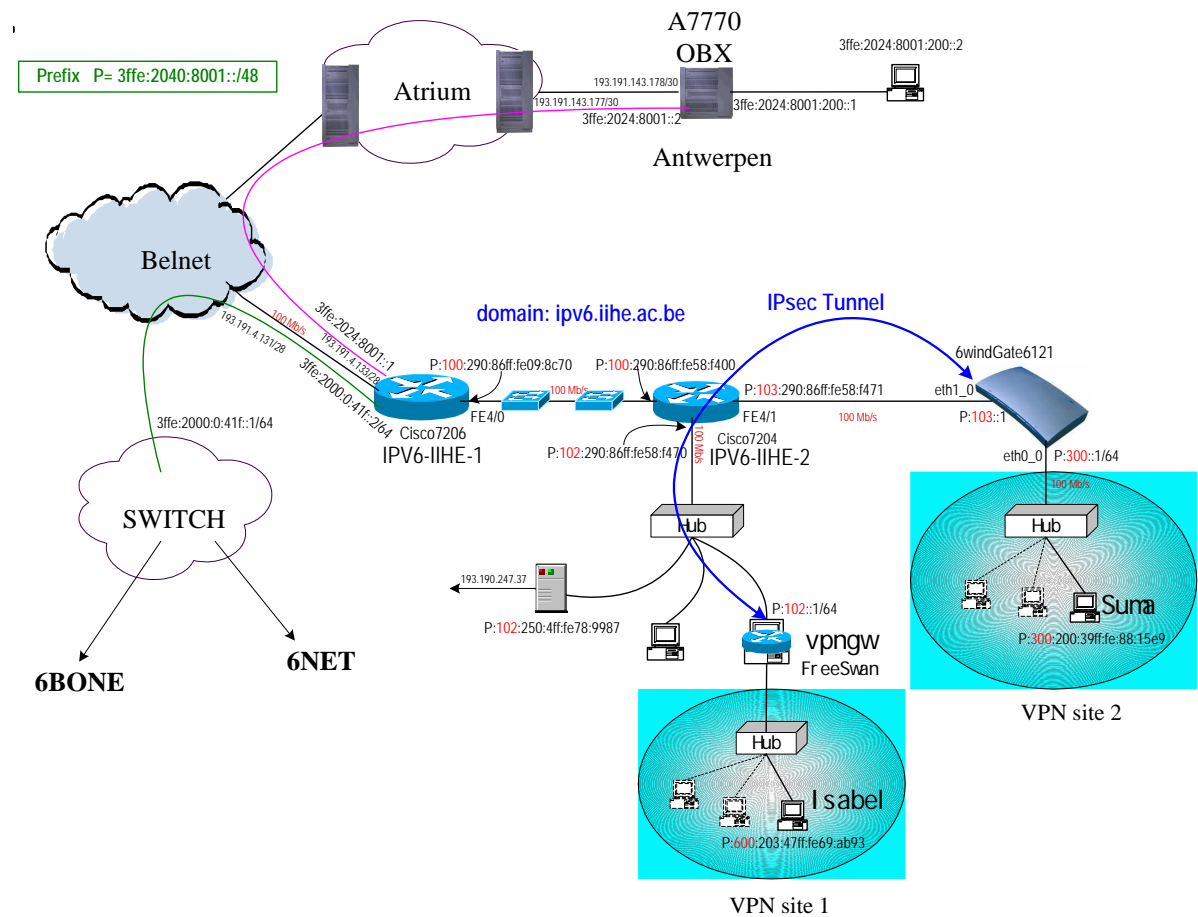 A7770
OBX
3ffe:2024:8001:200::2
Prefix P= 3ffe:2040:8001::/48
Atrium
193.191.143.178/30
193.191.143.177/30
3ffe:2024:8001:200::1
3ffe:2024:8001::2
Antwerpen
Belnet
domain: ipv6.iihe.ac.be
IPsec Tunnel
100 Mb/s
3ffe:2024:8001::1
193.191.4.133/28
193.191.4.131/28
3ffe:2000:0:41f::2/64
6windGate6121
P:100:290:86ff:fe09:8c70
P:100:290:86ff:fe58:f400
P:103:290:86ff:fe58:f471
eth1_0
100 Mb/s
FE4/0
FE4/1
100 Mb/s
P:103::1
Cisco7206
IPV6-IIHE-1
Cisco7204
IPV6-IIHE-2
P:102:290:86ff:fe58:f470
100 Mb/s
3ffe:2000:0:41f::1/64
eth0_0
P:300::1/64
100 Mb/s
SWITCH
Hub
Hub
193.190.247.37
P:102::1/64
Suma
P:102:250:4ff:fe78:9987
vpngw
FreeSwan
P:300:200:39ff:fe:88:15e9
6BONE
6NET
VPN site 2
Hub
Isabel
P:600:203:47ff:fe69:ab93
VPN site 1